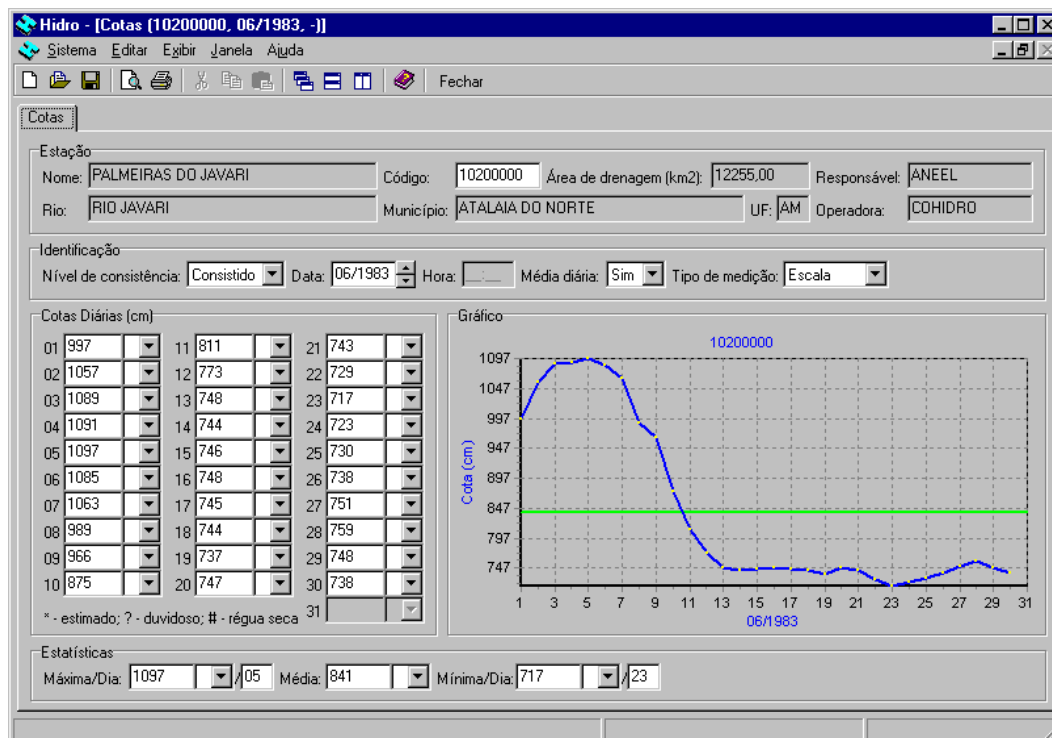 Hidro - [Cotas (10200000, 06/1983, -)]
Sistema Editar Exibir Janela Ajuda
Fechar
Cotas
Estação
Nome: PALMEIRAS DO JAVARI Código: 10200000 Área de drenagem (km2): 12255,00 Responsável: ANEEL
Rio: RIO JAVARI Município: ATALAIA DO NORTE UF: AM Operadora: COHIDRO
Identificação
Nível de consistência: Consistido Data: 06/1983 Hora: __:__ Média diária: Sim Tipo de medição: Escala
Cotas Diárias (cm)
01 997 11 811 21 743
02 1057 12 773 22 729
03 1089 13 748 23 717
04 1091 14 744 24 723
05 1097 15 746 25 730
06 1085 16 748 26 738
07 1063 17 745 27 751
08 989 18 744 28 759
09 966 19 737 29 748
10 875 20 747 30 738
31
* - estimado; ? - duvidoso; # - régua seca
Gráfico
10200000
Cota (cm)
1097
1047
997
947
897
847
797
747
1 3 5 7 9 11 13 15 17 19 21 23 25 27 29 31
06/1983
Estatísticas
Máxima/Dia: 1097 / 05 Média: 841 Mínima/Dia: 717 / 23